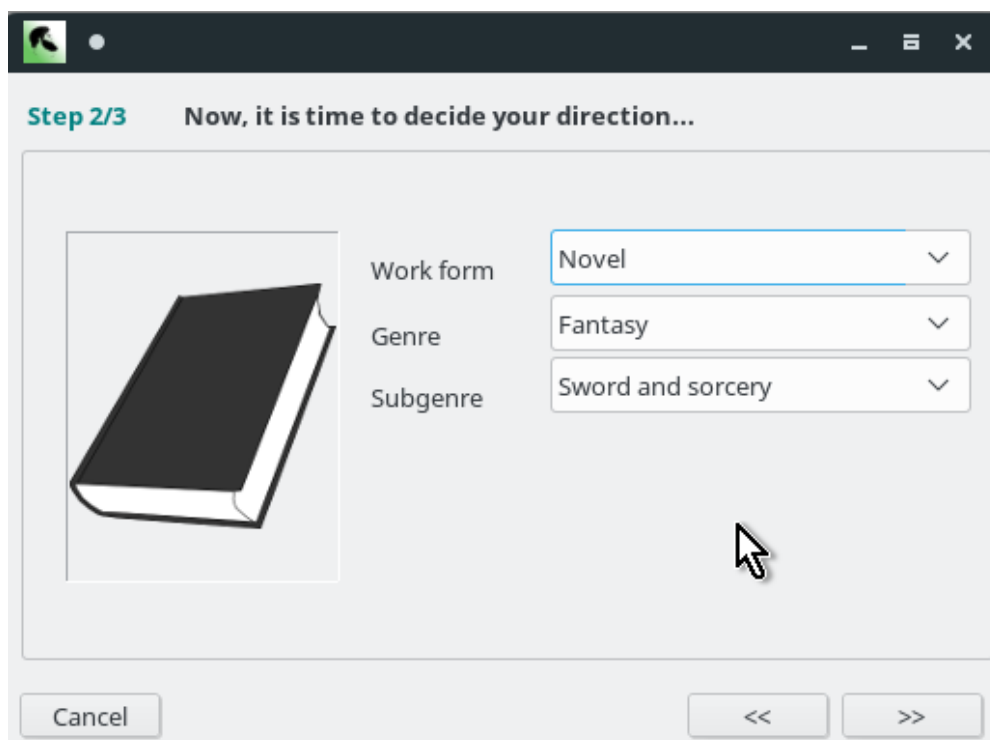 Step 2/3 Now, it is time to decide your direction...
Work form Novel
Genre Fantasy
Subgenre Sword and sorcery
Cancel << >>